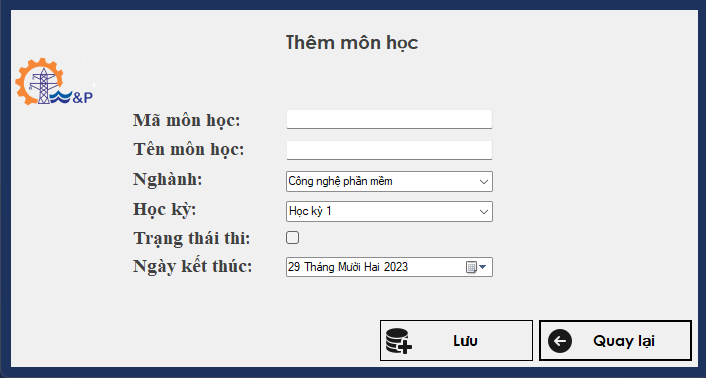 Thêm môn học
&P
Mã môn học:
Tên môn học:
Nghành:
Công nghệ phần mềm
Học kỳ:
Học kỳ 1
Trạng thái thi:
Ngày kết thúc:
29 Tháng Mười Hai 2023
Lưu
Quay lại